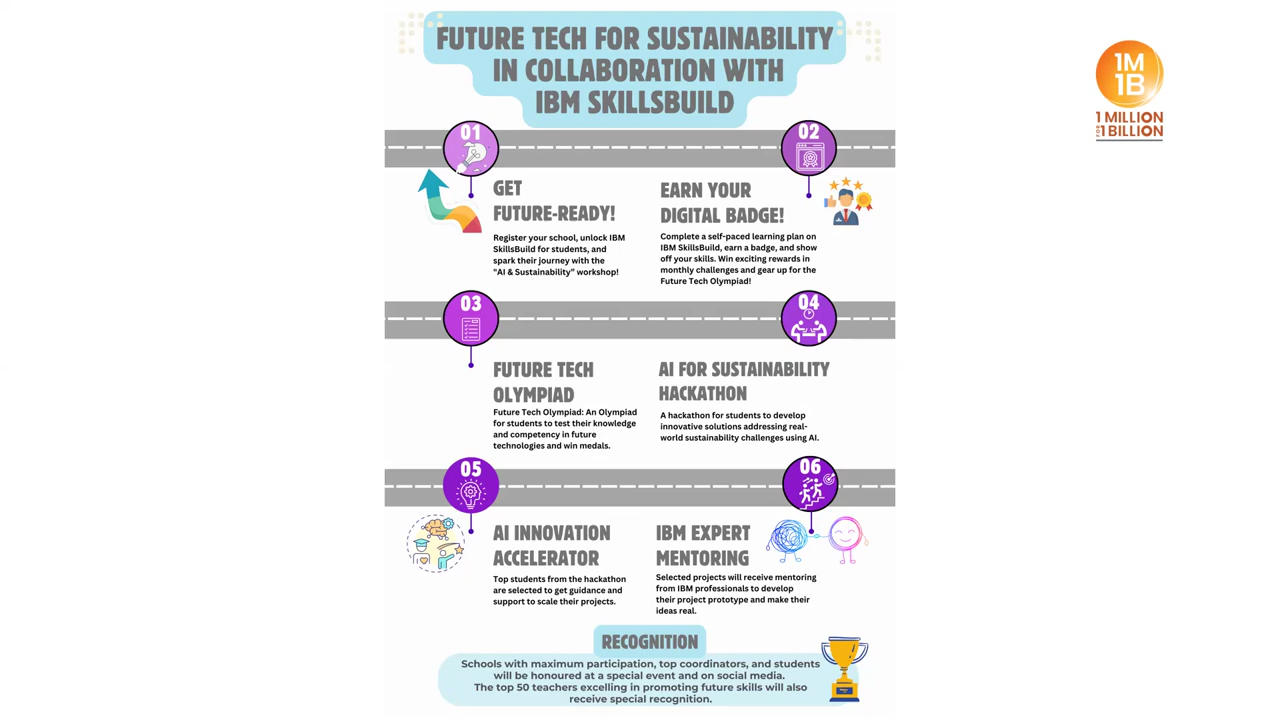 FUTURE TECH FOR SUSTAINABILITY
IN COLLABORATION WITH
IBM SKILLSBUILD
1M
1B
1 MILLION
FOR 1 BILLION
01
GET
FUTURE-READY!
Register your school, unlock IBM
SkillsBuild for students, and
spark their journey with the
"AI & Sustainability" workshop!
02
EARN YOUR
DIGITAL BADGE!
Complete a self-paced learning plan on
IBM SkillsBuild, earn a badge, and show
off your skills. Win exciting rewards in
monthly challenges and gear up for the
Future Tech Olympiad!
03
FUTURE TECH
OLYMPIAD
Future Tech Olympiad: An Olympiad
for students to test their knowledge
and competency in future
technologies and win medals.
04
AI FOR SUSTAINABILITY
HACKATHON
A hackathon for students to develop
innovative solutions addressing real-
world sustainability challenges using AI.
05
AI INNOVATION
ACCELERATOR
Top students from the hackathon
are selected to get guidance and
support to scale their projects.
06
IBM EXPERT
MENTORING
Selected projects will receive mentoring
from IBM professionals to develop
their project prototype and make their
ideas real.
RECOGNITION
Schools with maximum participation, top coordinators, and students
will be honoured at a special event and on social media.
The top 50 teachers excelling in promoting future skills will also
receive special recognition.